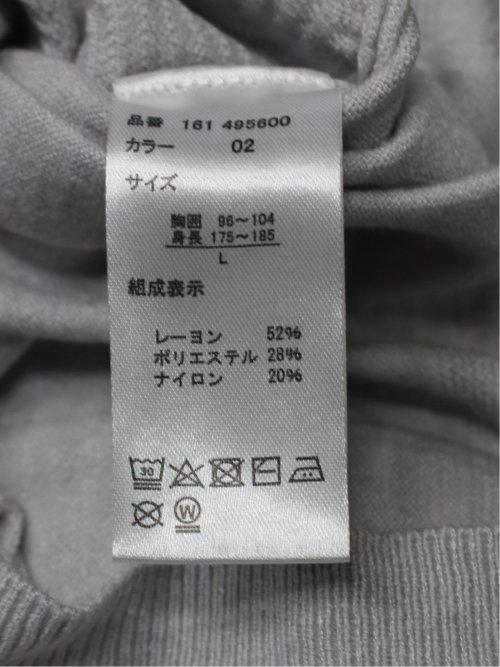 品番 161 495600
カラー 02
サイズ
胸囲 96～104
身長 175～185
L
組成表示
レーヨン 52%
ポリエステル 28%
ナイロン 20%
30
W